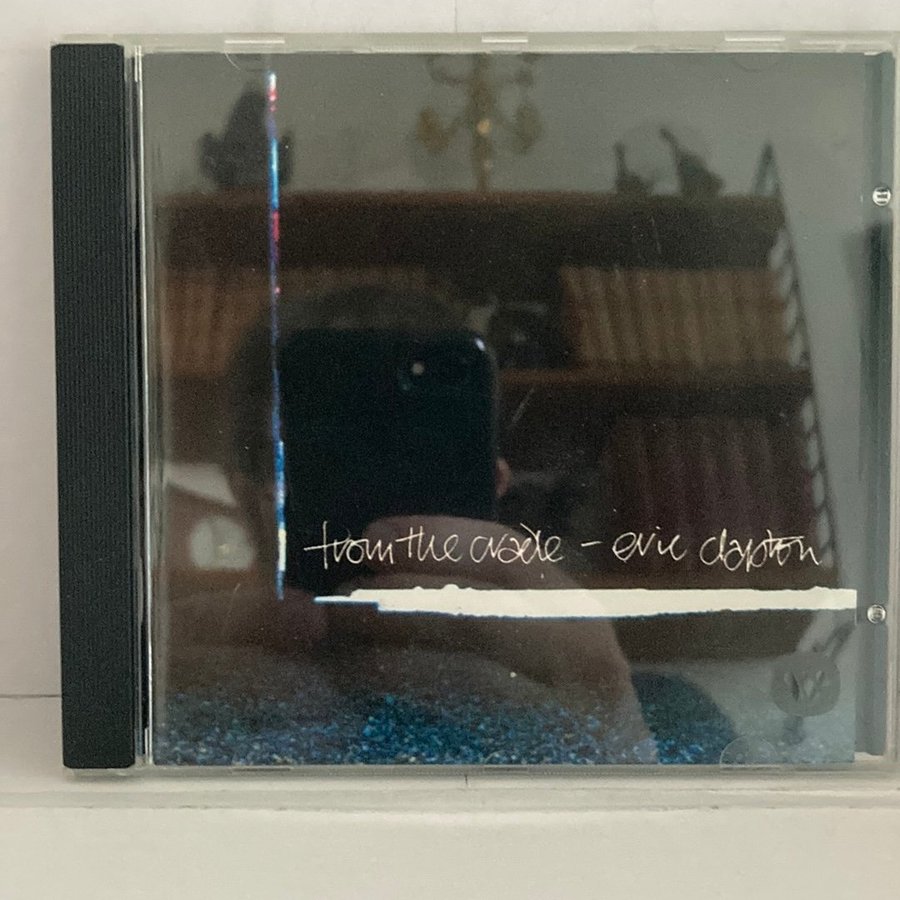 from the cradle - eric clapton